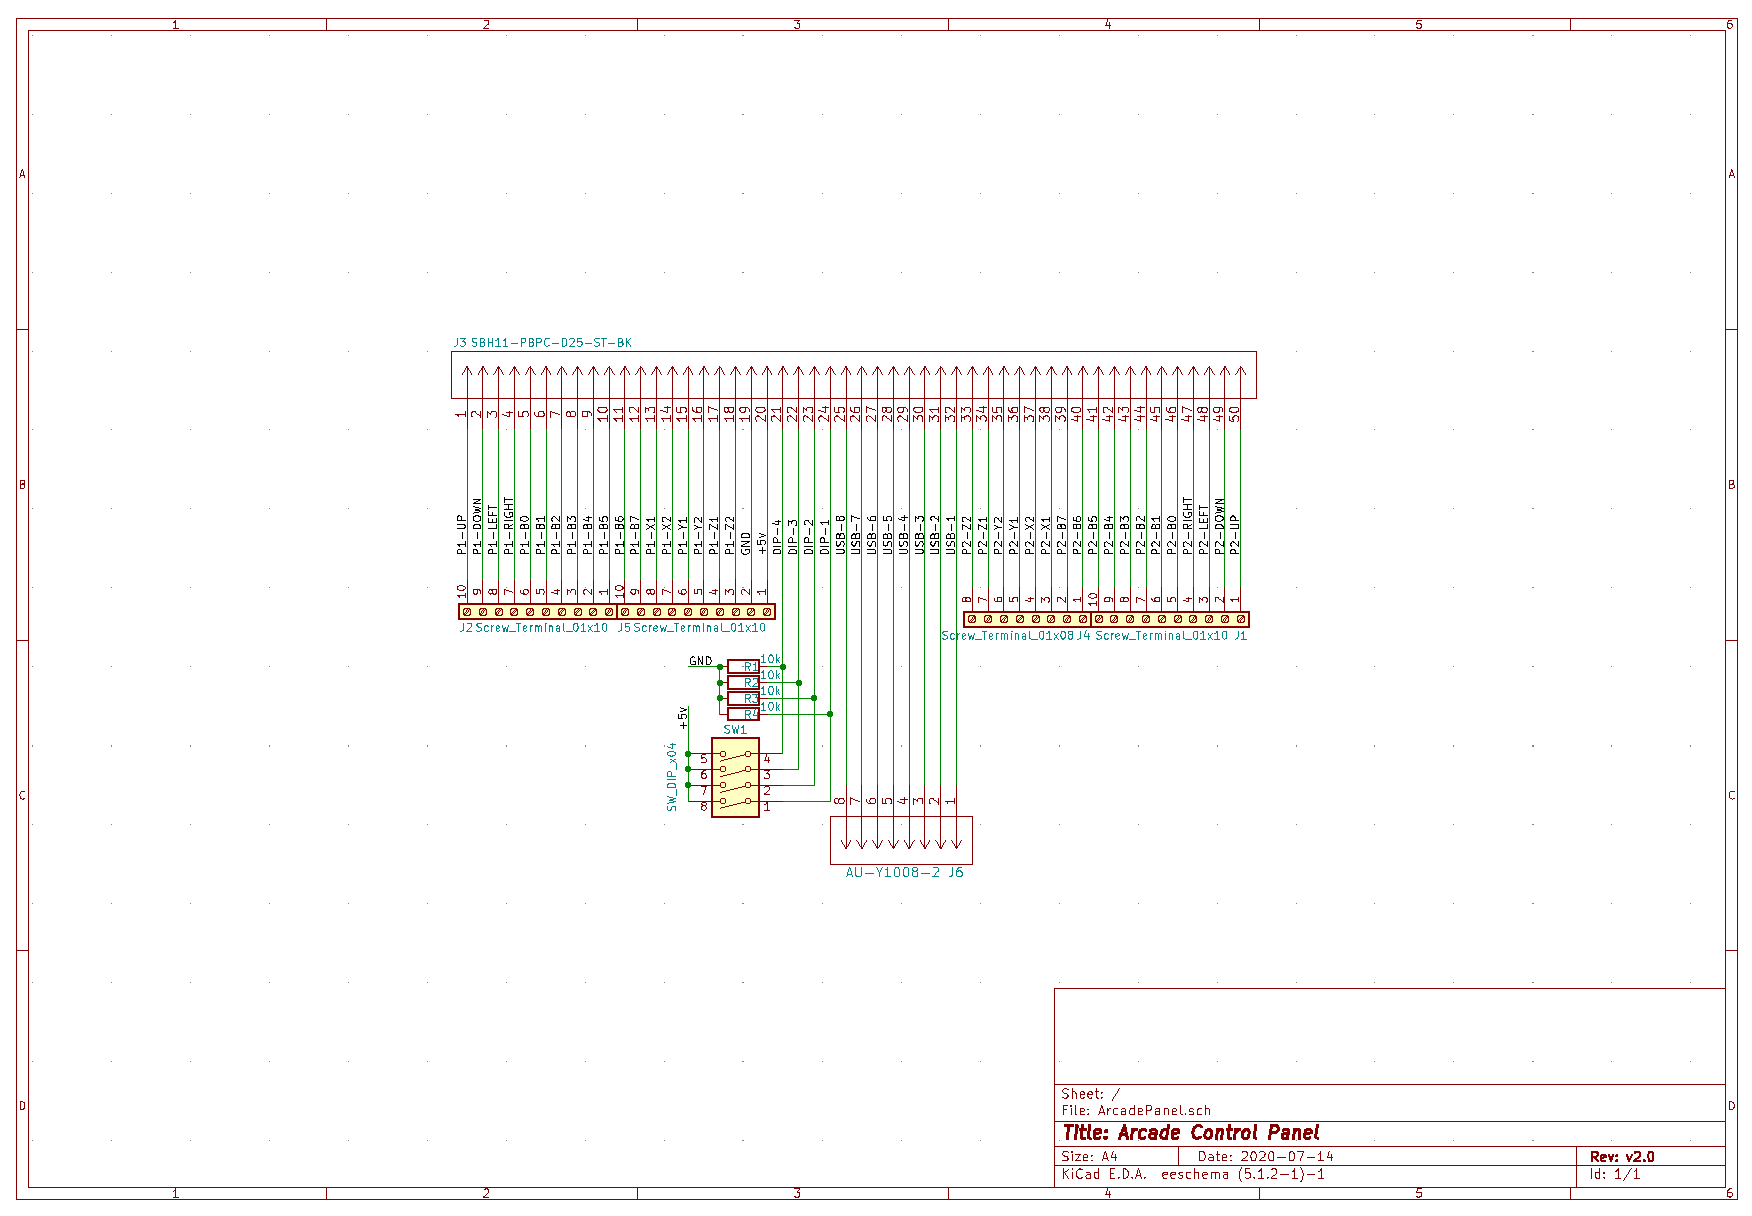 1 2 3 4 5 6
A A
J3 SBH11-PBPC-D25-ST-BK
1 2 3 4 5 6 7 8 9 10 11 12 13 14 15 16 17 18 19 20 21 22 23 24 25 26 27 28 29 30 31 32 33 34 35 36 37 38 39 40 41 42 43 44 45 46 47 48 49 50
B B
P1-UP
P1-DOWN
P1-LEFT
P1-RIGHT
P1-B0
P1-B1
P1-B2
P1-B3
P1-B4
P1-B5
P1-B6
P1-B7
P1-X1
P1-X2
P1-Y1
P1-Y2
P1-Z1
P1-Z2
GND
+5v
DIP-4
DIP-3
DIP-2
DIP-1
USB-8
USB-7
USB-6
USB-5
USB-4
USB-3
USB-2
USB-1
P2-Z2
P2-Z1
P2-Y2
P2-Y1
P2-X2
P2-X1
P2-B7
P2-B6
P2-B5
P2-B4
P2-B3
P2-B2
P2-B1
P2-B0
P2-RIGHT
P2-LEFT
P2-DOWN
P2-UP
10 9 8 7 6 5 4 3 2 1 10 9 8 7 6 5 4 3 2 1
8 7 6 5 4 3 2 1 10 9 8 7 6 5 4 3 2 1
J2 Screw_Terminal_01x10 J5 Screw_Terminal_01x10
Screw_Terminal_01x08 J4 Screw_Terminal_01x10 J1
GND R1 10k
R2 10k
R3 10k
R4 10k
+5v
SW1
SW_DIP_x04
5 4
6 3
7 2
8 1
C C
8 7 6 5 4 3 2 1
AU-Y1008-2 J6
D D
Sheet: /
File: ArcadePanel.sch
Title: Arcade Control Panel
Size: A4 Date: 2020-07-14 Rev: v2.0
KiCad E.D.A. eeschema (5.1.2-1)-1 Id: 1/1
1 2 3 4 5 6